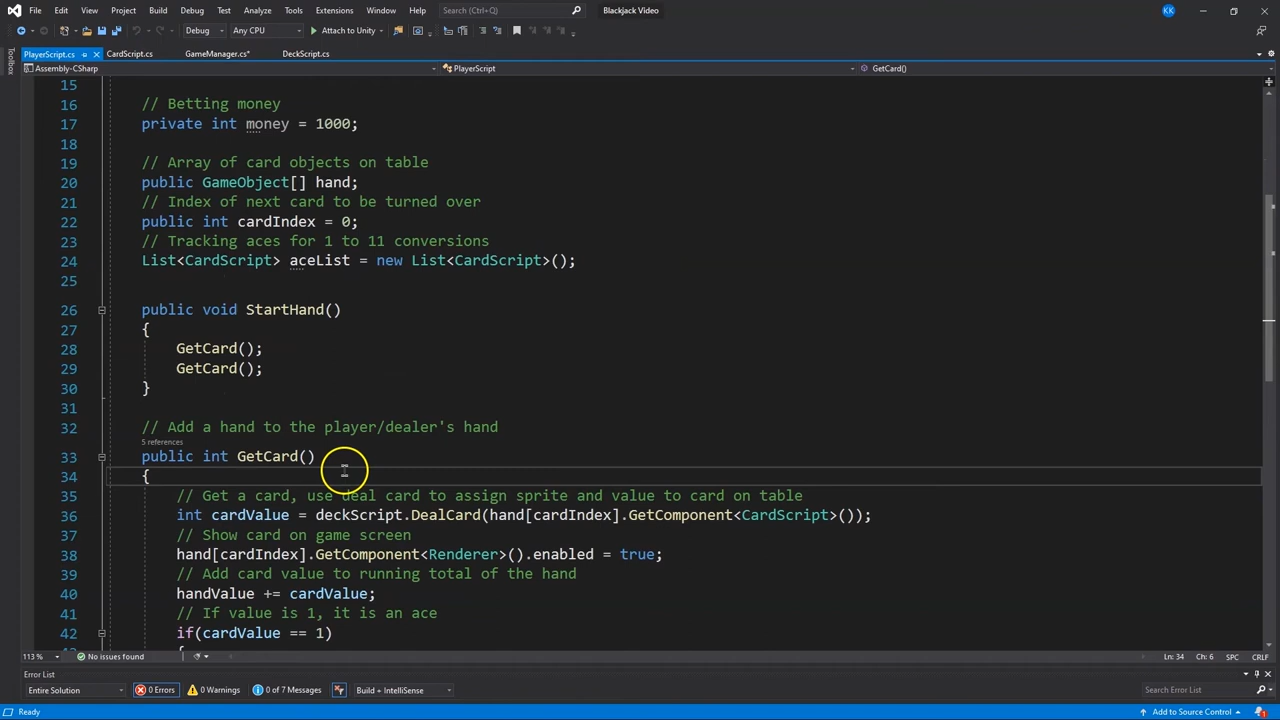 File Edit View Project Build Debug Test Analyze Tools Extensions Window Help Search (Ctrl+Q) Blackjack Video KK
Debug Any CPU Attach to Unity
PlayerScript.cs CardScript.cs GameManager.cs* DeckScript.cs
Toolbox
Assembly-CSharp PlayerScript GetCard()
15
16 // Betting money
17 private int money = 1000;
18
19 // Array of card objects on table
20 public GameObject[] hand;
21 // Index of next card to be turned over
22 public int cardIndex = 0;
23 // Tracking aces for 1 to 11 conversions
24 List<CardScript> aceList = new List<CardScript>();
25
26 public void StartHand()
27 {
28 GetCard();
29 GetCard();
30 }
31
32 // Add a hand to the player/dealer's hand
5 references
33 public int GetCard()
34 {
35 // Get a card, use deal card to assign sprite and value to card on table
36 int cardValue = deckScript.DealCard(hand[cardIndex].GetComponent<CardScript>());
37 // Show card on game screen
38 hand[cardIndex].GetComponent<Renderer>().enabled = true;
39 // Add card value to running total of the hand
40 handValue += cardValue;
41 // If value is 1, it is an ace
42 if(cardValue == 1)
{
113 % No issues found Ln: 34 Ch: 6 SPC CRLF
Error List
Entire Solution 0 Errors 0 Warnings 0 of 7 Messages Build + IntelliSense Search Error List
Ready Add to Source Control